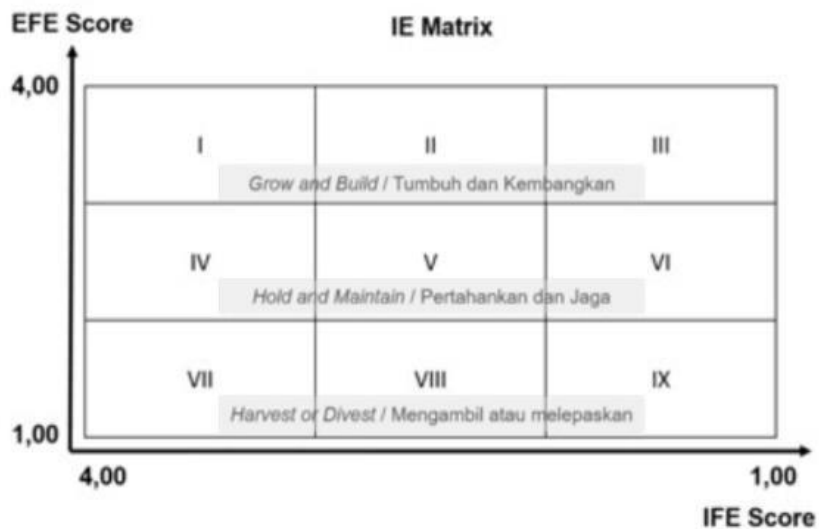 EFE Score
IE Matrix
4,00
I
II
III
Grow and Build / Tumbuh dan Kembangkan
IV
V
VI
Hold and Maintain / Pertahankan dan Jaga
VII
VIII
IX
Harvest or Divest / Mengambil atau melepaskan
1,00
4,00
1,00
IFE Score